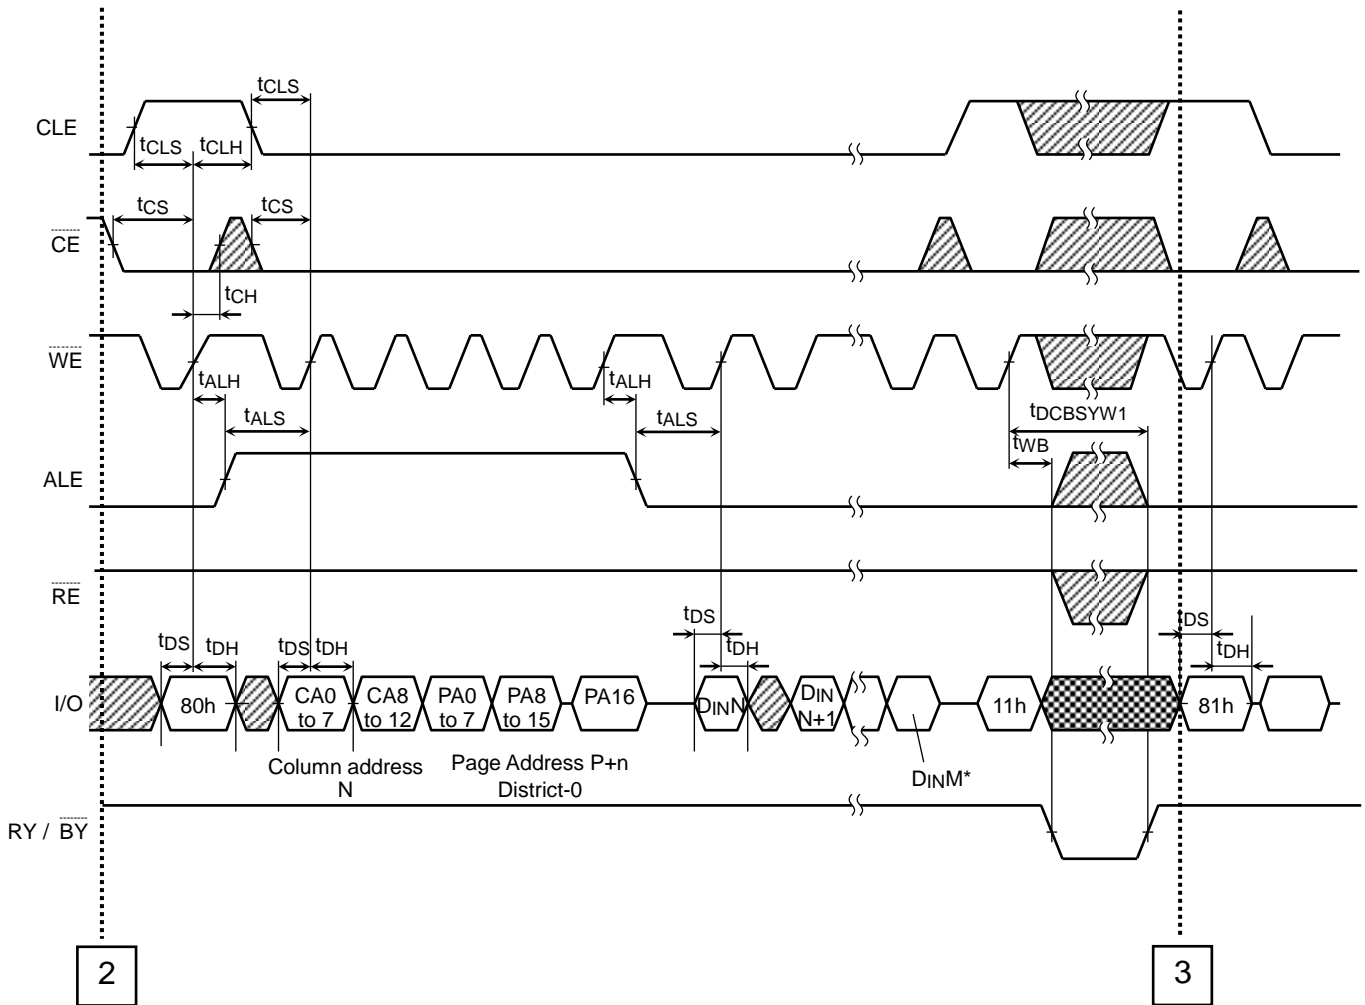 tCLS
CLE
tCLS tCLH
tCS tCS
CE
tCH
WE
tALH tALH
tALS tALS tDCBSYW1
tWB
ALE
RE
tDS tDH tDS tDH tDS tDH tDS tDH
I/O 80h CA0 to 7 CA8 to 12 PA0 to 7 PA8 to 15 PA16 DINN DIN N+1 11h 81h
Column address N
Page Address P+n
District-0
DINM*
RY / BY
2 3